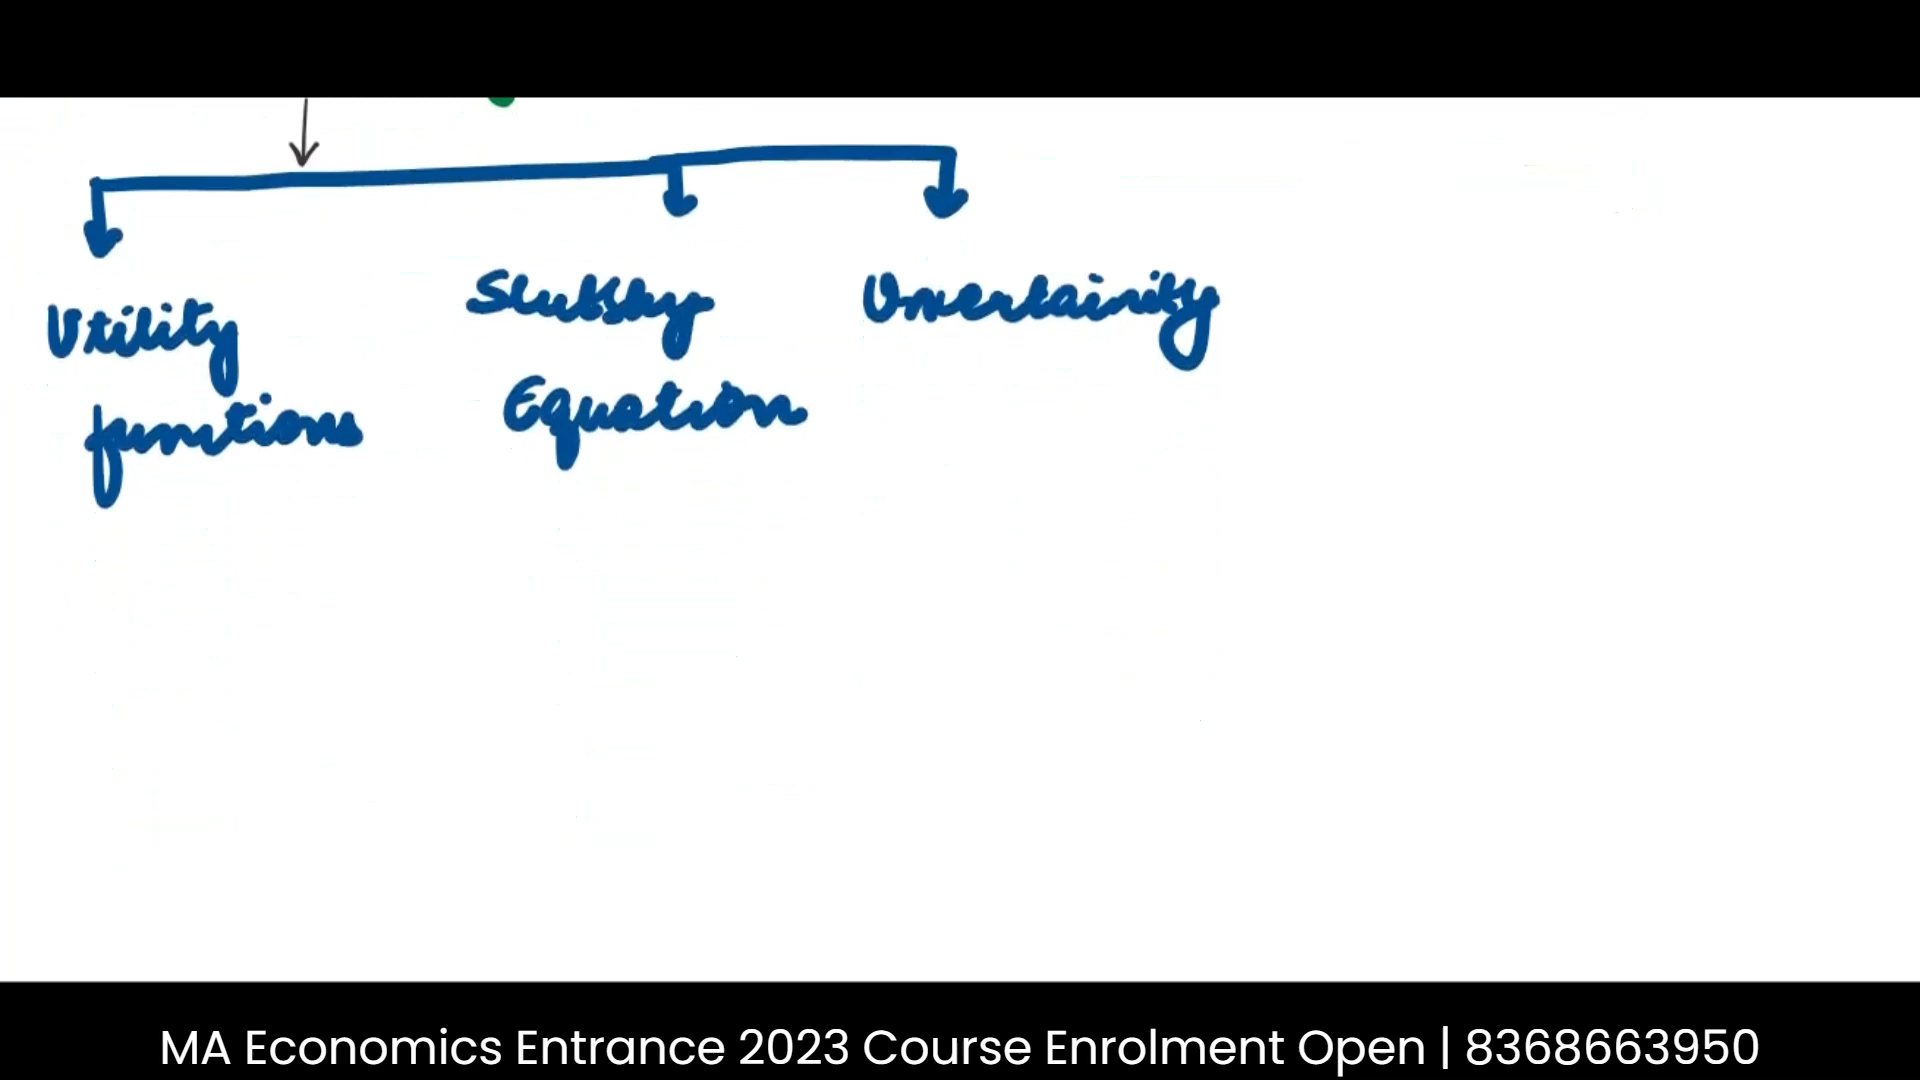 Utility
functions
Slutsky
Equation
Uncertainity
MA Economics Entrance 2023 Course Enrolment Open | 8368663950